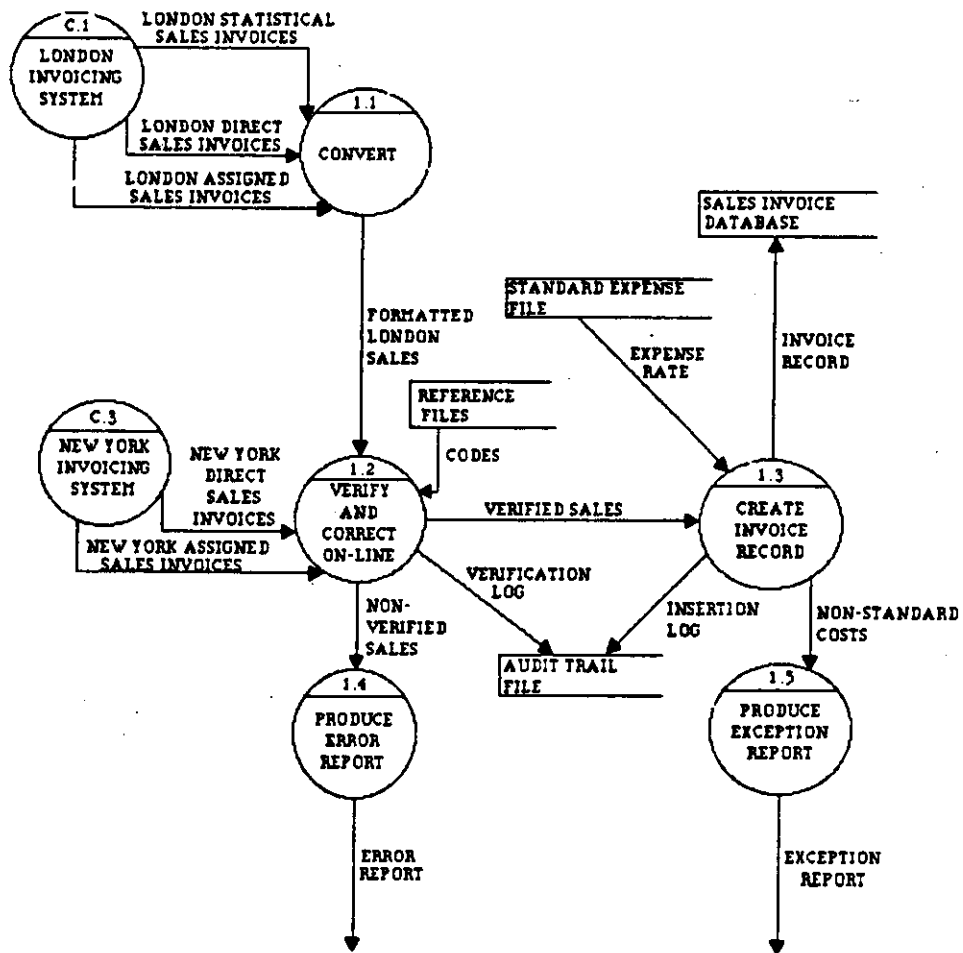 C.1
LONDON
INVOICING
SYSTEM
LONDON STATISTICAL
SALES INVOICES
1.1
CONVERT
LONDON DIRECT
SALES INVOICES
LONDON ASSIGNED
SALES INVOICES
SALES INVOICE
DATABASE
STANDARD EXPENSE
FILE
FORMATTED
LONDON
SALES
EXPENSE
RATE
INVOICE
RECORD
REFERENCE
FILES
CODES
C.3
NEW YORK
INVOICING
SYSTEM
NEW YORK
DIRECT
SALES
INVOICES
NEW YORK ASSIGNED
SALES INVOICES
1.2
VERIFY
AND
CORRECT
ON-LINE
VERIFIED SALES
1.3
CREATE
INVOICE
RECORD
VERIFICATION
LOG
INSERTION
LOG
NON-
VERIFIED
SALES
NON-STANDARD
COSTS
AUDIT TRAIL
FILE
1.4
PRODUCE
ERROR
REPORT
1.5
PRODUCE
EXCEPTION
REPORT
ERROR
REPORT
EXCEPTION
REPORT